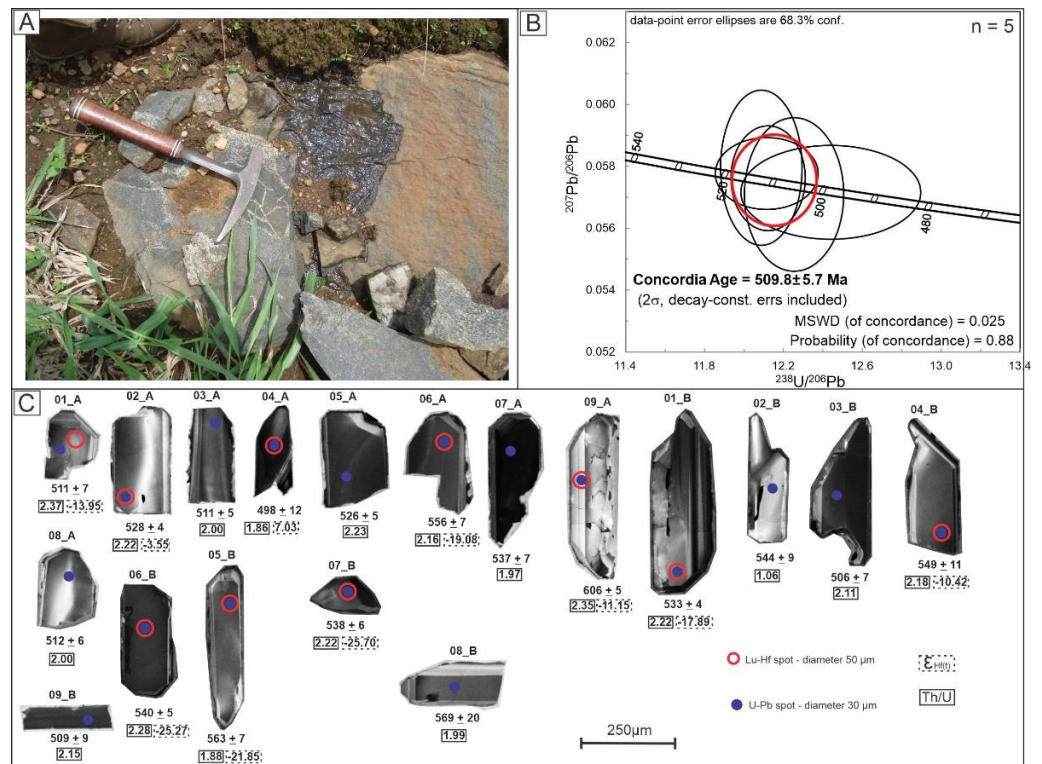 A
B
data-point error ellipses are 68.3% conf.
n = 5
0.062
0.060
0.058
0.056
0.054
0.052
207Pb/206Pb
540
520
500
480
Concordia Age = 509.8±5.7 Ma
(2σ, decay-const. errs included)
MSWD (of concordance) = 0.025
Probability (of concordance) = 0.88
11.4 11.8 12.2 12.6 13.0 13.4
238U/206Pb
C
01_A
511 + 7
2.37 -13.95
02_A
528 + 4
2.22 -3.55
03_A
511 + 5
2.00
04_A
498 + 12
1.86 -7.03
05_A
526 + 5
2.23
06_A
556 + 7
2.16 -19.08
07_A
537 + 7
1.97
09_A
606 + 5
2.35 -11.15
01_B
533 + 4
2.22 -17.89
02_B
544 + 9
1.06
03_B
506 + 7
2.11
04_B
549 + 11
2.18 -10.42
08_A
512 + 6
2.00
06_B
540 + 5
2.28 -25.27
05_B
563 + 7
1.88 -21.85
07_B
538 + 6
2.22 -25.70
08_B
569 + 20
1.99
09_B
509 + 9
2.15
Lu-Hf spot - diameter 50 µm
εHf(t)
U-Pb spot - diameter 30 µm
Th/U
250µm